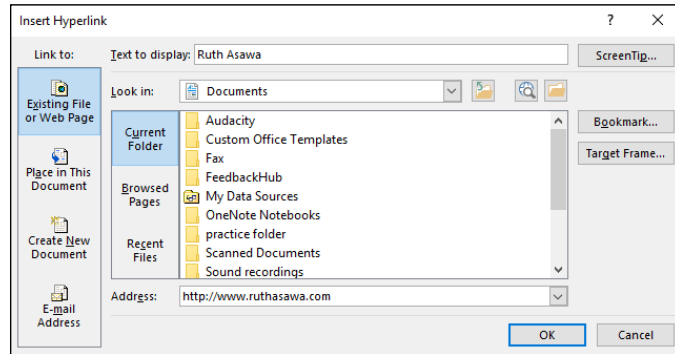 Insert Hyperlink
?
X
Link to:
Text to display:
Ruth Asawa
ScreenTip...
Existing File
or Web Page
Place in This
Document
Create New
Document
E-mail
Address
Look in:
Documents
Current
Folder
Browsed
Pages
Recent
Files
Audacity
Custom Office Templates
Fax
FeedbackHub
My Data Sources
OneNote Notebooks
practice folder
Scanned Documents
Sound recordings
Bookmark...
Target Frame...
Address:
http://www.ruthasawa.com
OK
Cancel